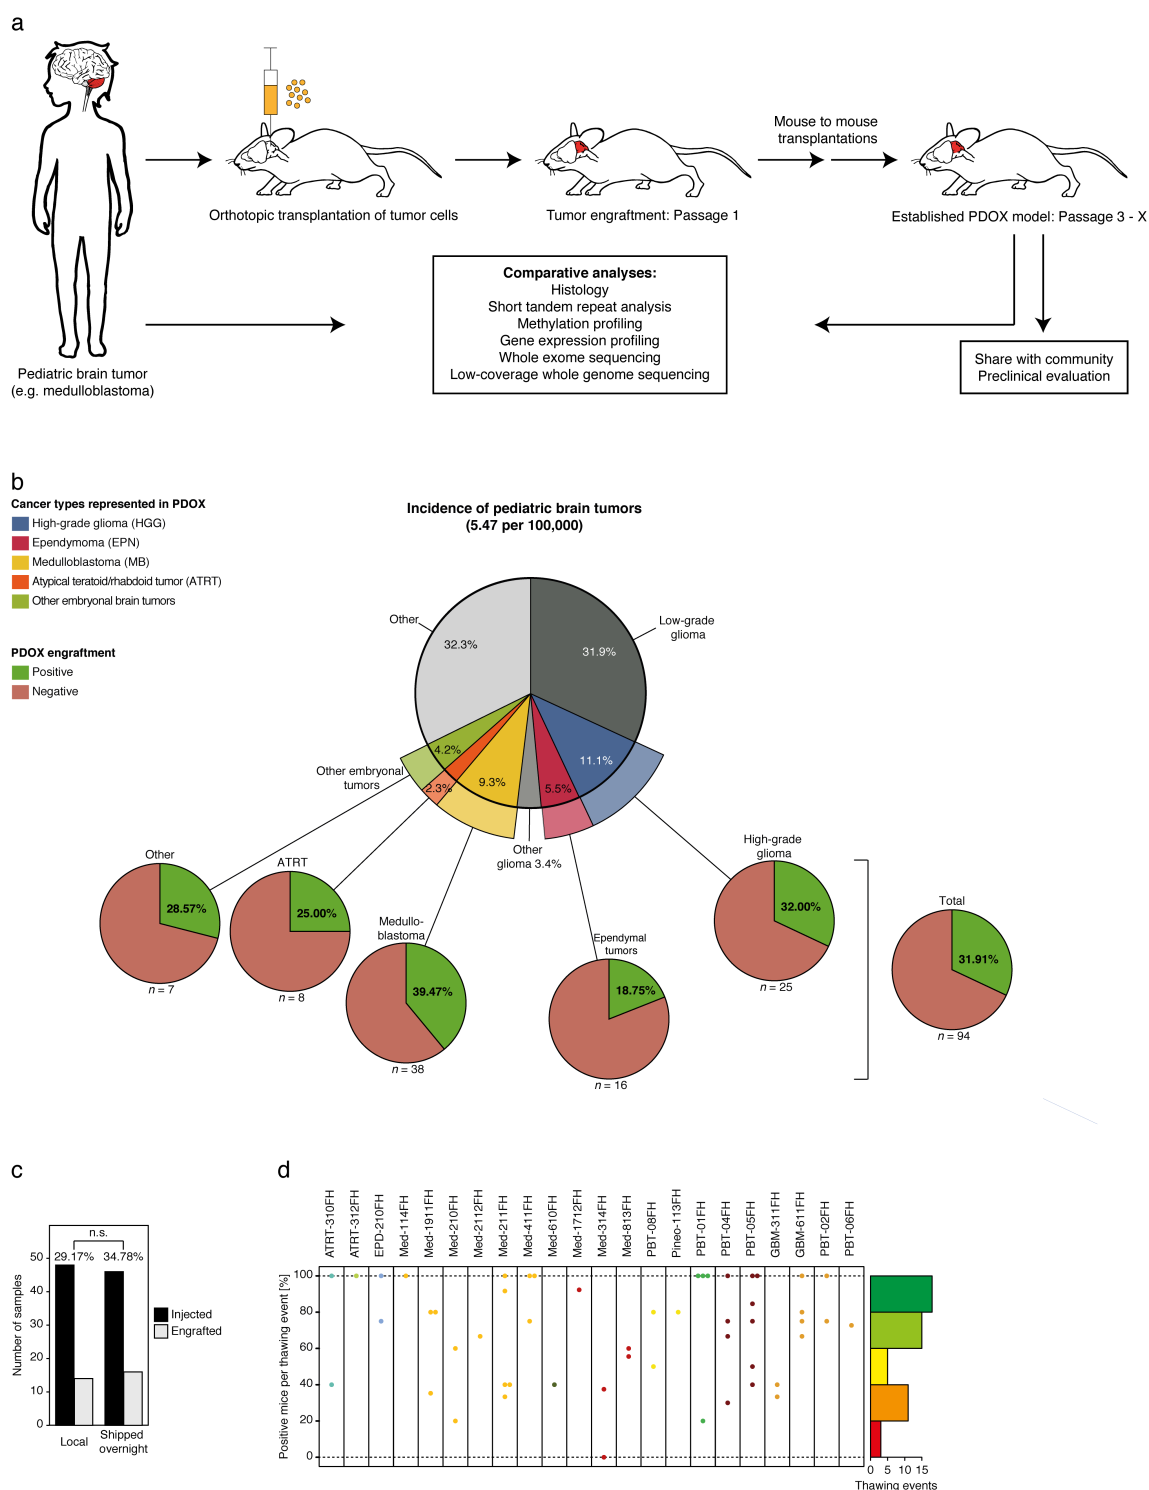 a
Mouse to mouse
transplantations
Orthotopic transplantation of tumor cells
Tumor engraftment: Passage 1
Established PDOX model: Passage 3 - X
Comparative analyses:
Histology
Short tandem repeat analysis
Methylation profiling
Gene expression profiling
Whole exome sequencing
Low-coverage whole genome sequencing
Share with community
Preclinical evaluation
Pediatric brain tumor
(e.g. medulloblastoma)
b
Cancer types represented in PDOX
High-grade glioma (HGG)
Ependymoma (EPN)
Medulloblastoma (MB)
Atypical teratoid/rhabdoid tumor (ATRT)
Other embryonal brain tumors
PDOX engraftment
Positive
Negative
Incidence of pediatric brain tumors
(5.47 per 100,000)
Other
32.3%
Low-grade
glioma
31.9%
4.2%
2.3%
9.3%
5.5%
11.1%
Other embryonal
tumors
Other
glioma 3.4%
Other
28.57%
n = 7
ATRT
25.00%
n = 8
Medullo-
blastoma
39.47%
n = 38
Ependymal
tumors
18.75%
n = 16
High-grade
glioma
32.00%
n = 25
Total
31.91%
n = 94
c
n.s.
29.17%
34.78%
Number of samples
50
40
30
20
10
0
Local
Shipped
overnight
Injected
Engrafted
d
ATRT-310FH
ATRT-312FH
EPD-210FH
Med-114FH
Med-1911FH
Med-210FH
Med-2112FH
Med-211FH
Med-411FH
Med-610FH
Med-1712FH
Med-314FH
Med-813FH
PBT-08FH
Pineo-113FH
PBT-01FH
PBT-04FH
PBT-05FH
GBM-311FH
GBM-611FH
PBT-02FH
PBT-06FH
Positive mice per thawing event [%]
100
80
60
40
20
0
0 5 10 15
Thawing events